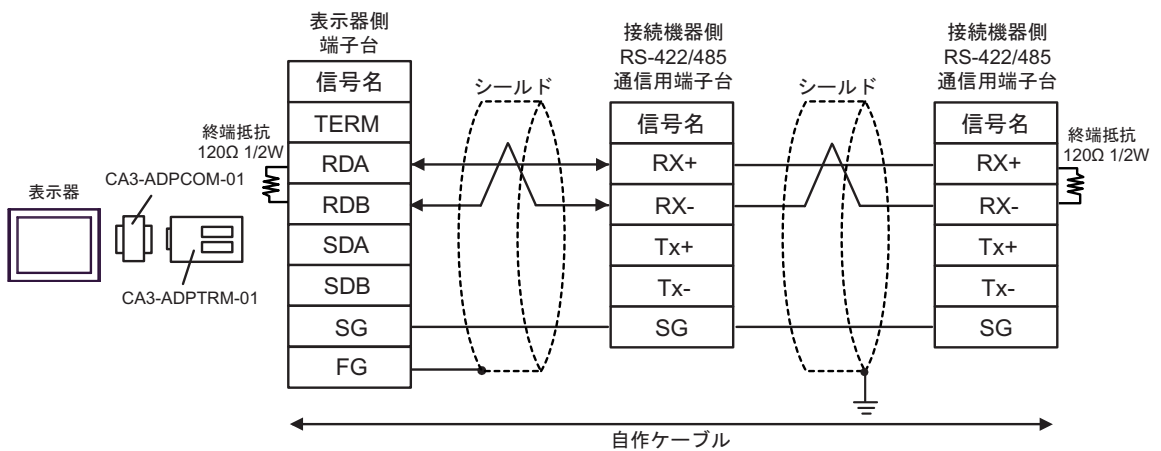 表示器側
端子台
信号名
TERM
RDA
RDB
SDA
SDB
SG
FG
終端抵抗
120Ω 1/2W
CA3-ADPCOM-01
表示器
CA3-ADPTRM-01
シールド
接続機器側
RS-422/485
通信用端子台
信号名
RX+
RX-
Tx+
Tx-
SG
シールド
接続機器側
RS-422/485
通信用端子台
信号名
RX+
RX-
Tx+
Tx-
SG
終端抵抗
120Ω 1/2W
自作ケーブル